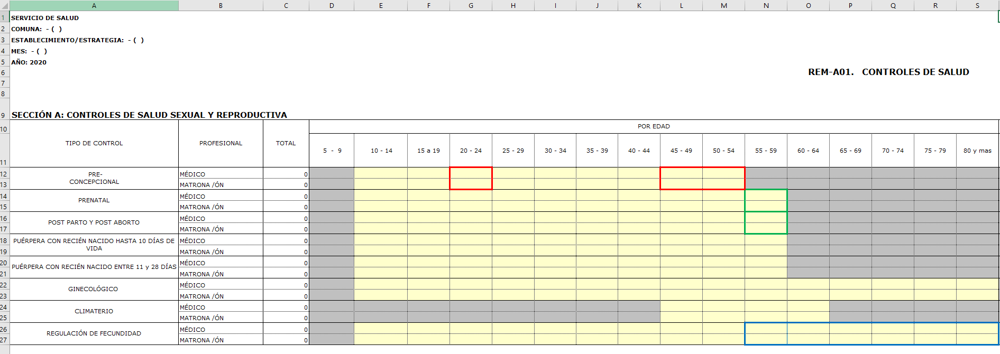 A B C D E F G H I J K L M N O P Q R S
1 SERVICIO DE SALUD
2 COMUNA: - ( )
3 ESTABLECIMIENTO/ESTRATEGIA: - ( )
4 MES: - ( )
5 AÑO: 2020
6 REM-A01. CONTROLES DE SALUD
7
8
9 SECCIÓN A: CONTROLES DE SALUD SEXUAL Y REPRODUCTIVA
10 POR EDAD
TIPO DE CONTROL PROFESIONAL TOTAL
5 - 9 10 - 14 15 a 19 20 - 24 25 - 29 30 - 34 35 - 39 40 - 44 45 - 49 50 - 54 55 - 59 60 - 64 65 - 69 70 - 74 75 - 79 80 y mas
11
12 PRE- MÉDICO 0
13 CONCEPCIONAL MATRONA /ÓN 0
14 MÉDICO 0
PRENATAL
15 MATRONA /ÓN 0
16 MÉDICO 0
POST PARTO Y POST ABORTO
17 MATRONA /ÓN 0
18 PUÉRPERA CON RECIÉN NACIDO HASTA 10 DÍAS DE MÉDICO 0
19 VIDA MATRONA /ÓN 0
20 MÉDICO 0
PUÉRPERA CON RECIÉN NACIDO ENTRE 11 y 28 DÍAS
21 MATRONA /ÓN 0
22 MÉDICO 0
GINECOLÓGICO
23 MATRONA /ÓN 0
24 MÉDICO 0
CLIMATERIO
25 MATRONA /ÓN 0
26 MÉDICO 0
REGULACIÓN DE FECUNDIDAD
27 MATRONA /ÓN 0